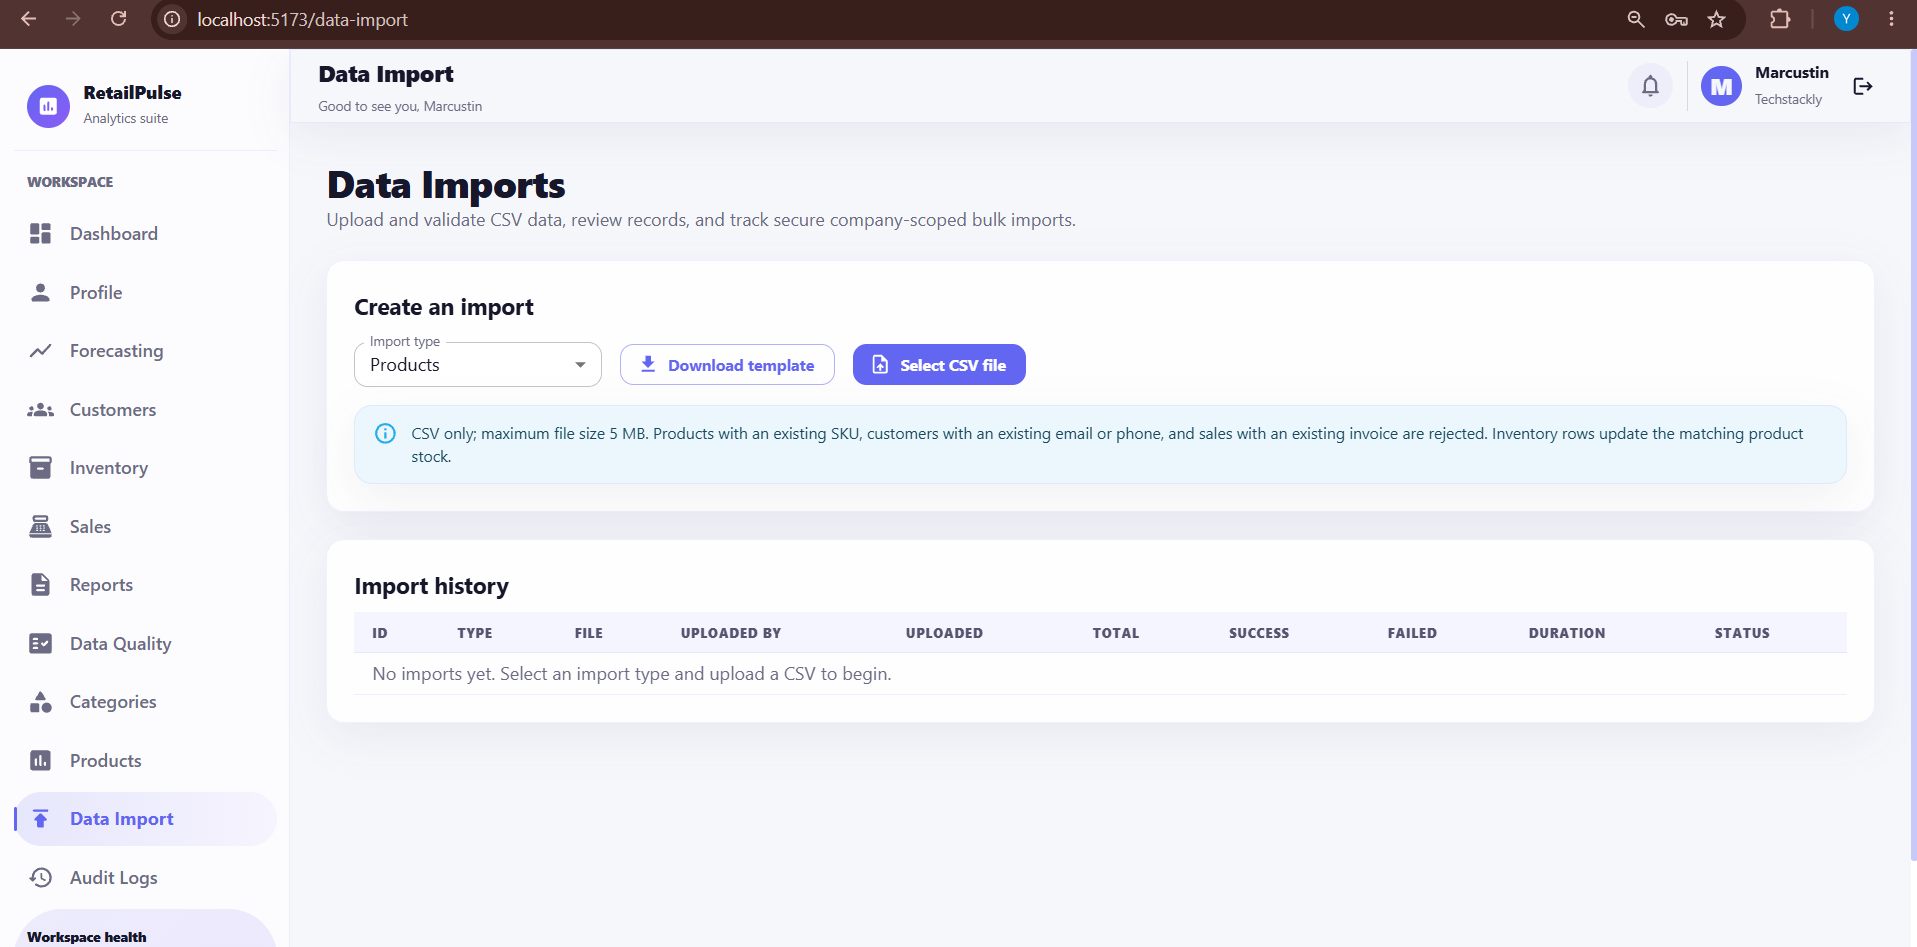 localhost:5173/data-import
Y
RetailPulse
Analytics suite
WORKSPACE
Dashboard
Profile
Forecasting
Customers
Inventory
Sales
Reports
Data Quality
Categories
Products
Data Import
Audit Logs
Workspace health
Data Import
Good to see you, Marcustin
M
Marcustin
Techstackly
Data Imports
Upload and validate CSV data, review records, and track secure company-scoped bulk imports.
Create an import
Import type
Products
Download template
Select CSV file
CSV only; maximum file size 5 MB. Products with an existing SKU, customers with an existing email or phone, and sales with an existing invoice are rejected. Inventory rows update the matching product
stock.
Import history
ID TYPE FILE UPLOADED BY UPLOADED TOTAL SUCCESS FAILED DURATION STATUS
No imports yet. Select an import type and upload a CSV to begin.